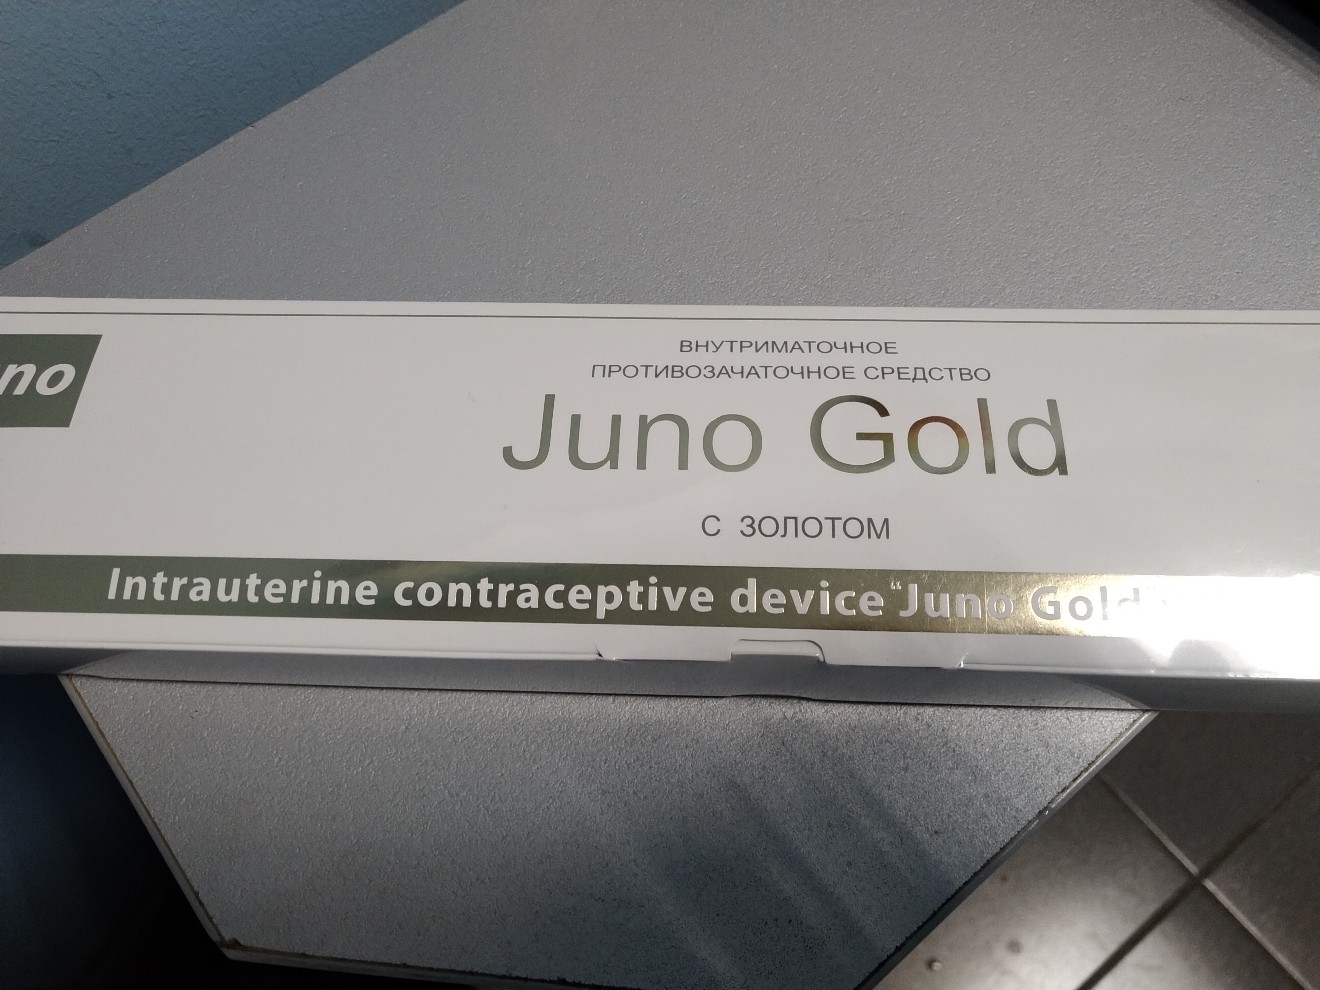 no
ВНУТРИМАТОЧНОЕ
ПРОТИВОЗАЧАТОЧНОЕ СРЕДСТВО
Juno Gold
С ЗОЛОТОМ
Intrauterine contraceptive device “Juno Gold